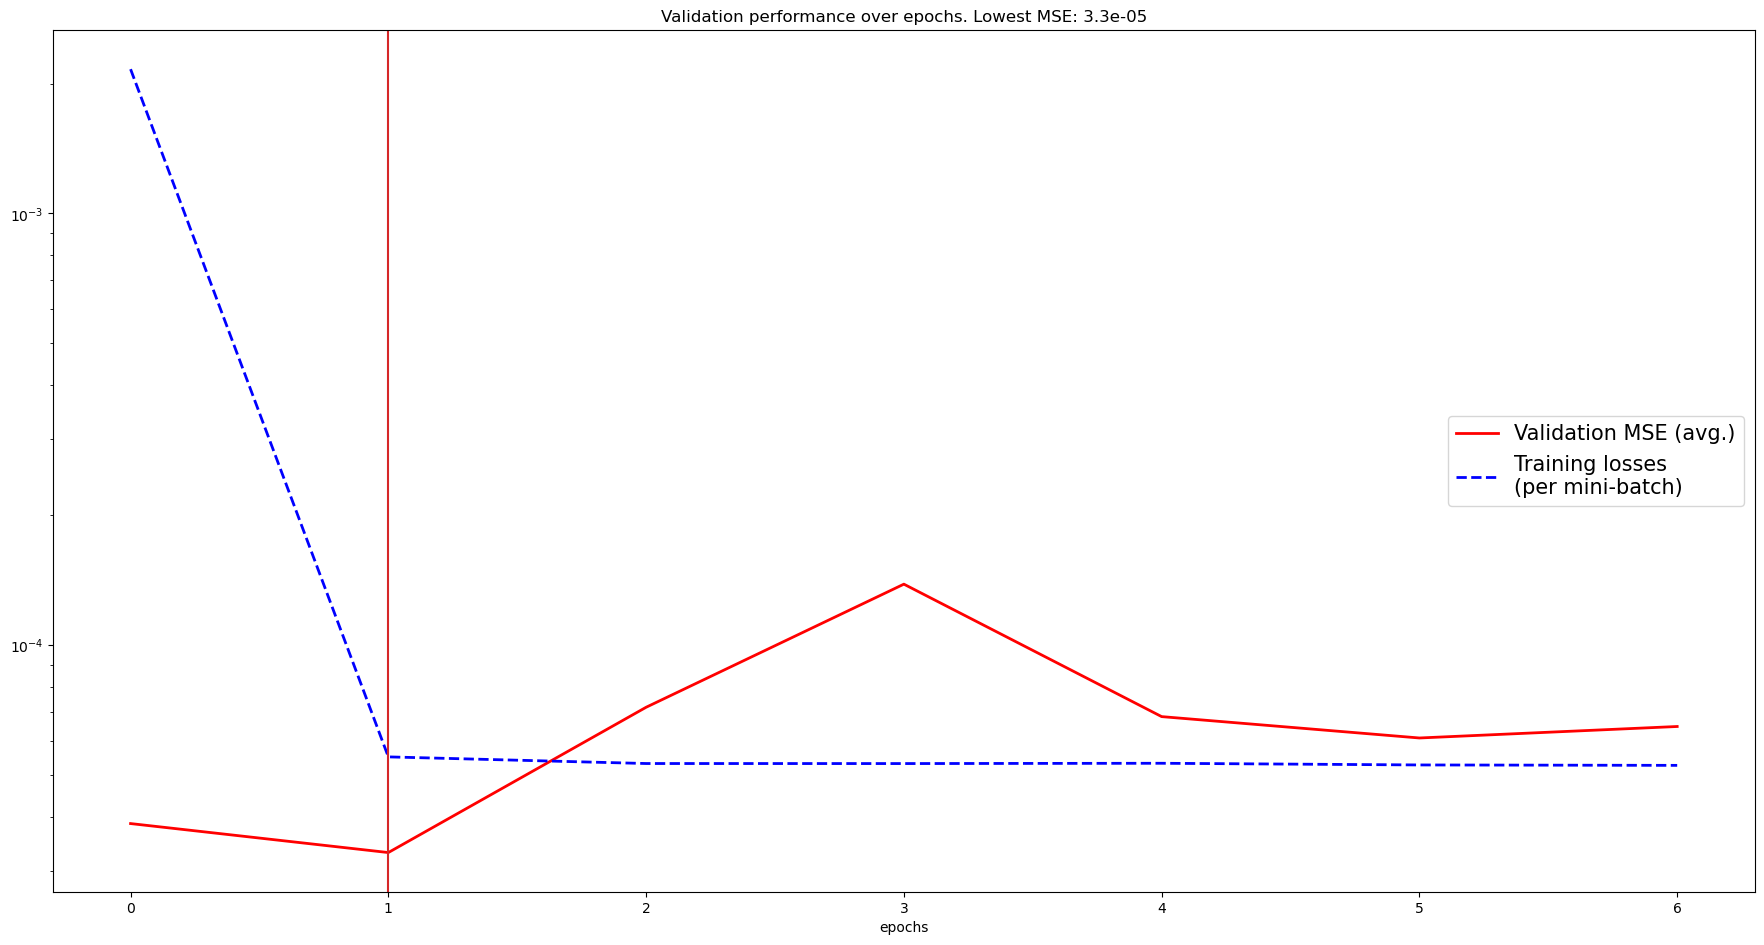 Validation performance over epochs. Lowest MSE: 3.3e-05
10⁻³
10⁻⁴
Validation MSE (avg.)
Training losses
(per mini-batch)
0 1 2 3 4 5 6
epochs